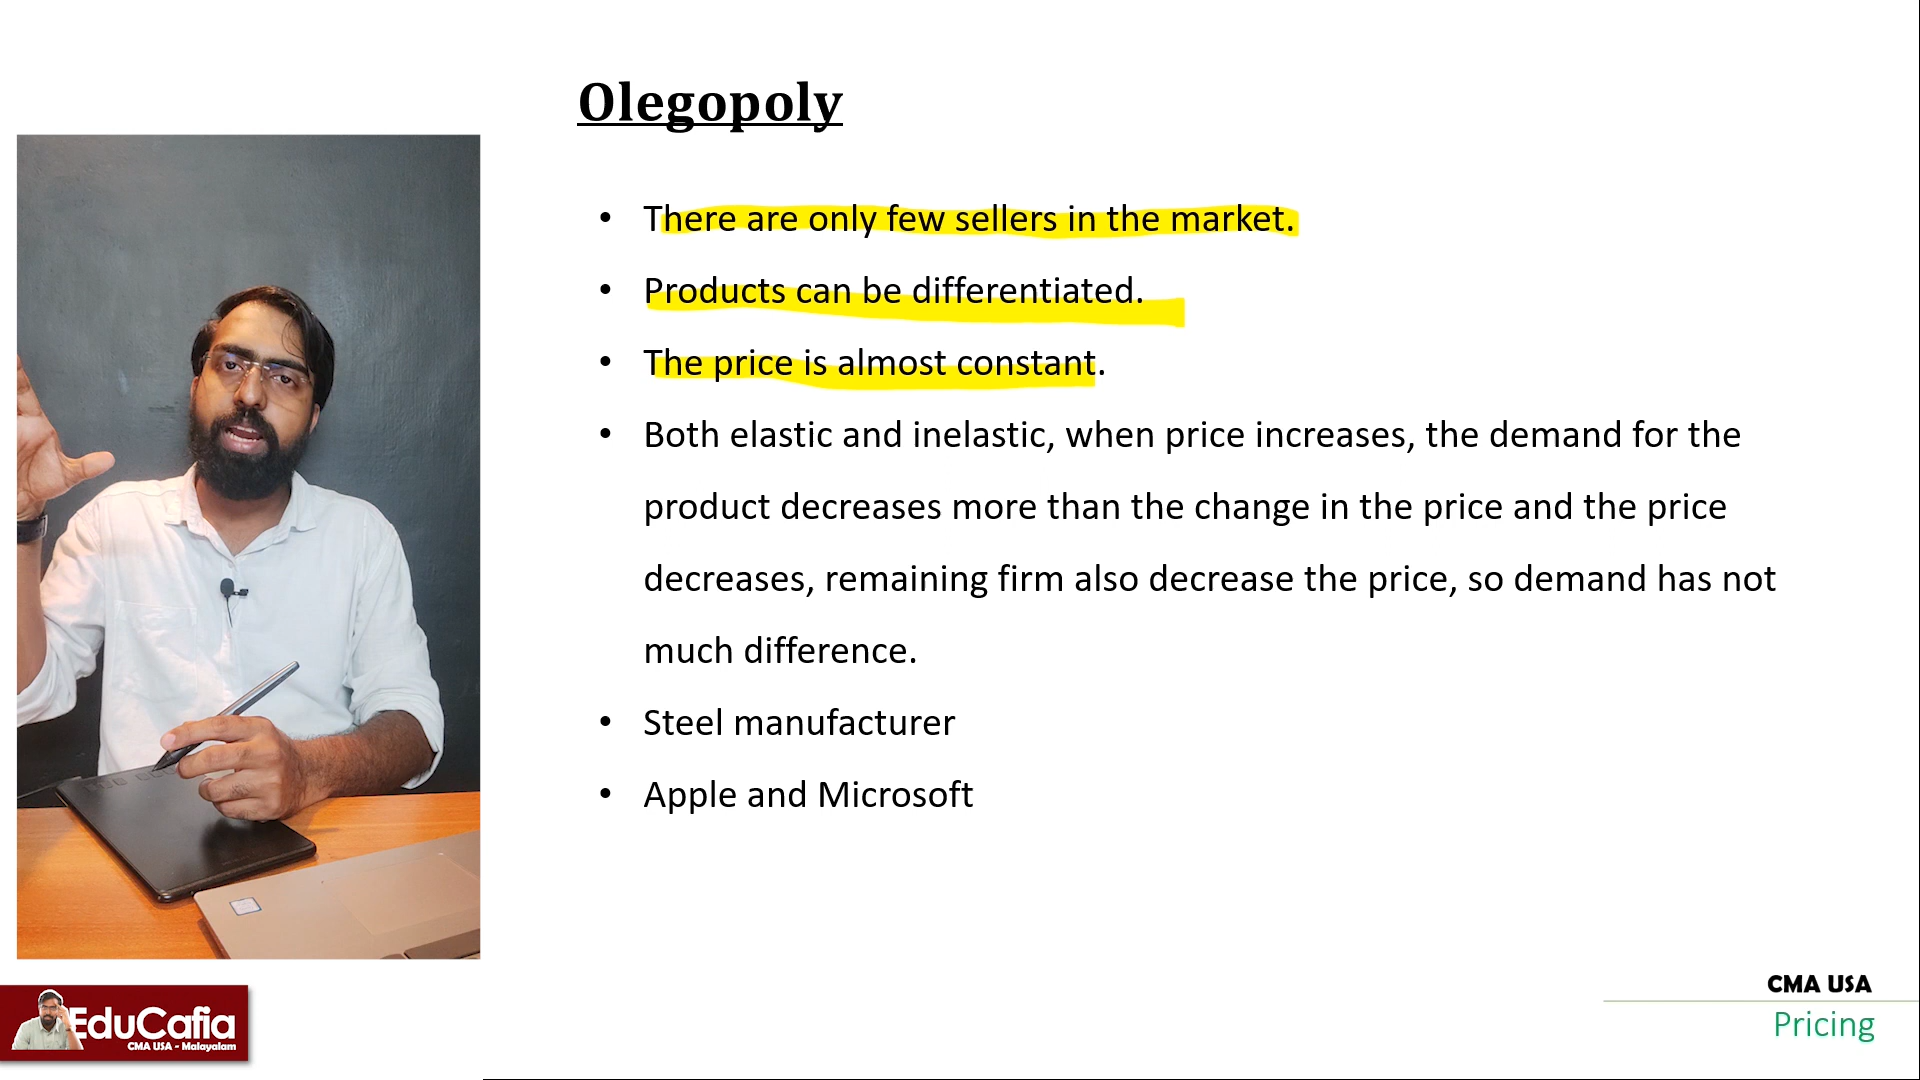 Olegopoly
• There are only few sellers in the market.
• Products can be differentiated.
• The price is almost constant.
• Both elastic and inelastic, when price increases, the demand for the
product decreases more than the change in the price and the price
decreases, remaining firm also decrease the price, so demand has not
much difference.
• Steel manufacturer
• Apple and Microsoft
EduCafia
CMA USA - Malayalam
CMA USA
Pricing